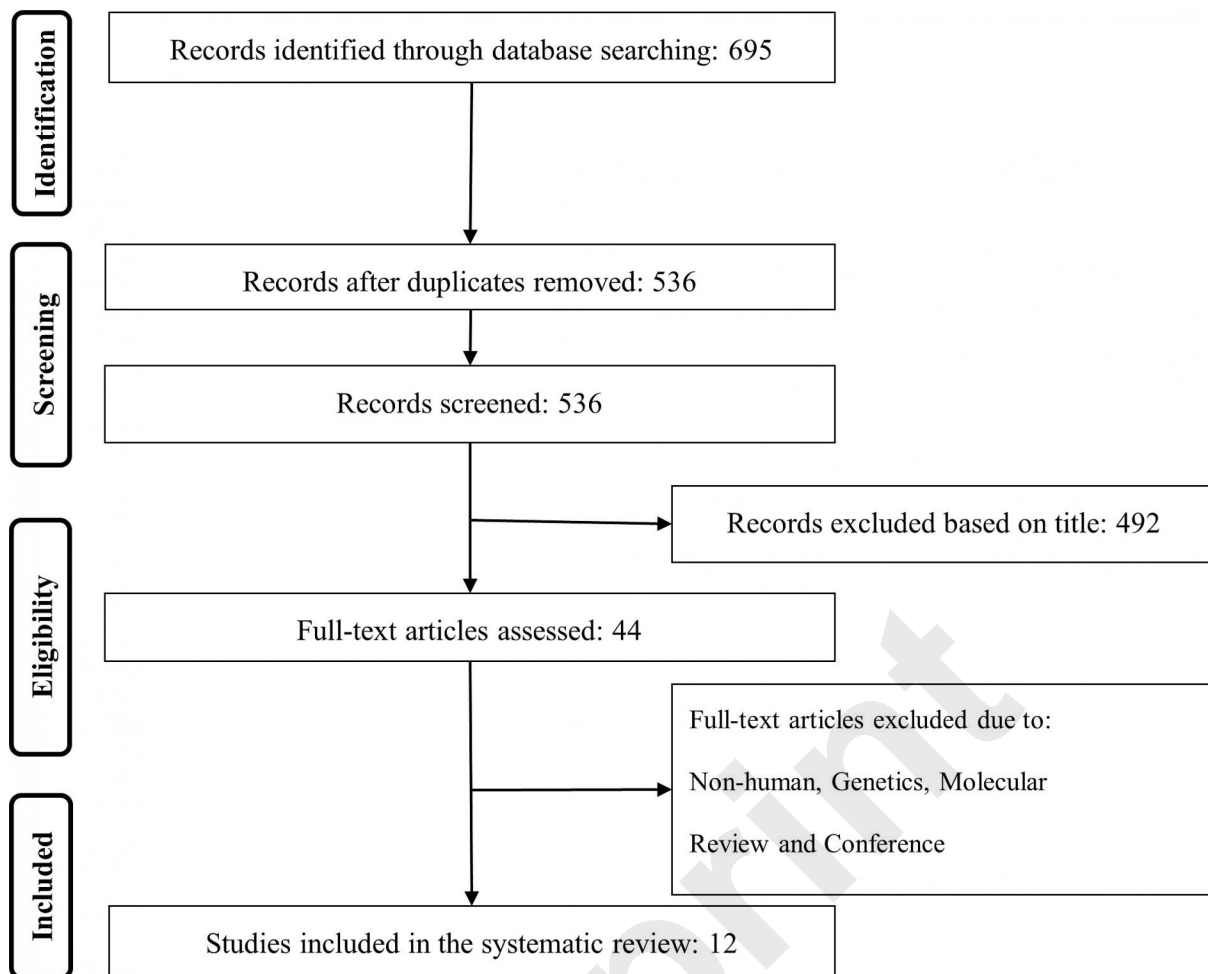 Identification
Records identified through database searching: 695
Screening
Records after duplicates removed: 536
Records screened: 536
Records excluded based on title: 492
Eligibility
Full-text articles assessed: 44
Full-text articles excluded due to:
Non-human, Genetics, Molecular
Review and Conference
Included
Studies included in the systematic review: 12
print